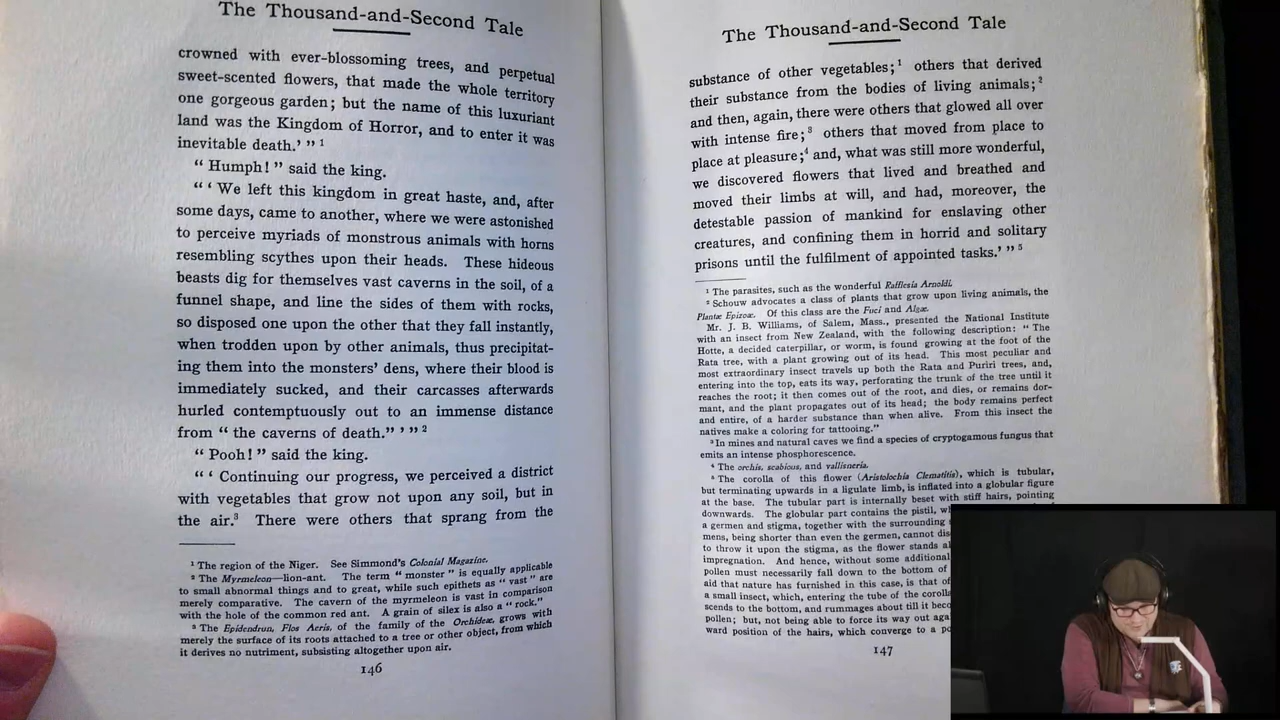 The Thousand-and-Second Tale
crowned with ever-blossoming trees, and perpetual
sweet-scented flowers, that made the whole territory
one gorgeous garden; but the name of this luxuriant
land was the Kingdom of Horror, and to enter it was
inevitable death.’ ” ¹
“ Humph! ” said the king.
“ ‘ We left this kingdom in great haste, and, after
some days, came to another, where we were astonished
to perceive myriads of monstrous animals with horns
resembling scythes upon their heads. These hideous
beasts dig for themselves vast caverns in the soil, of a
funnel shape, and line the sides of them with rocks,
so disposed one upon the other that they fall instantly,
when trodden upon by other animals, thus precipitat-
ing them into the monsters’ dens, where their blood is
immediately sucked, and their carcasses afterwards
hurled contemptuously out to an immense distance
from “ the caverns of death.” ’ ” ²
“ Pooh! ” said the king.
“ ‘ Continuing our progress, we perceived a district
with vegetables that grow not upon any soil, but in
the air.³ There were others that sprang from the
¹ The region of the Niger. See Simmond’s Colonial Magazine.
² The Myrmeleon—lion-ant. The term “ monster ” is equally applicable
to small abnormal things and to great, while such epithets as “ vast ” are
merely comparative. The cavern of the myrmeleon is vast in comparison
with the hole of the common red ant. A grain of silex is also a “ rock.”
³ The Epidendron, Flos Aeris, of the family of the Orchideæ, grows with
merely the surface of its roots attached to a tree or other object, from which
it derives no nutriment, subsisting altogether upon air.
146
The Thousand-and-Second Tale
substance of other vegetables; ¹ others that derived
their substance from the bodies of living animals; ²
and then, again, there were others that glowed all over
with intense fire; ³ others that moved from place to
place at pleasure; ⁴ and, what was still more wonderful,
we discovered flowers that lived and breathed and
moved their limbs at will, and had, moreover, the
detestable passion of mankind for enslaving other
creatures, and confining them in horrid and solitary
prisons until the fulfilment of appointed tasks.’ ” ⁵
¹ The parasites, such as the wonderful Rafflesia Arnoldi.
² Schouw advocates a class of plants that grow upon living animals, the
Plantæ Epizoæ. Of this class are the Fuci and Algæ.
Mr. J. B. Williams, of Salem, Mass., presented the National Institute
with an insect from New Zealand, with the following description: “ The
Hotte, a decided caterpillar, or worm, is found growing at the foot of the
Rata tree, with a plant growing out of its head. This most peculiar and
most extraordinary insect travels up both the Rata and Puriri trees, and,
entering into the top, eats its way, perforating the trunk of the tree until it
reaches the root; it then comes out of the root, and dies, or remains dor-
mant, and the plant propagates out of its head; the body remains perfect
and entire, of a harder substance than when alive. From this insect the
natives make a coloring for tattooing.”
³ In mines and natural caves we find a species of cryptogamous fungus that
emits an intense phosphorescence.
⁴ The orchis, scabious, and vallisneria.
⁵ The corolla of this flower (Aristolochia Clematitis), which is tubular,
but terminating upwards in a ligulate limb, is inflated into a globular figure
at the base. The tubular part is internally beset with stiff hairs, pointing
downwards. The globular part contains the pistil, wh
a germen and stigma, together with the surrounding
mens, being shorter than even the germen, cannot dis
to throw it upon the stigma, as the flower stands al
impregnation. And hence, without some additional
pollen must necessarily fall down to the bottom of
aid that nature has furnished in this case, is that of
a small insect, which, entering the tube of the corolla
scends to the bottom, and rummages about till it beco
pollen; but, not being able to force its way out aga
ward position of the hairs, which converge to a po
147